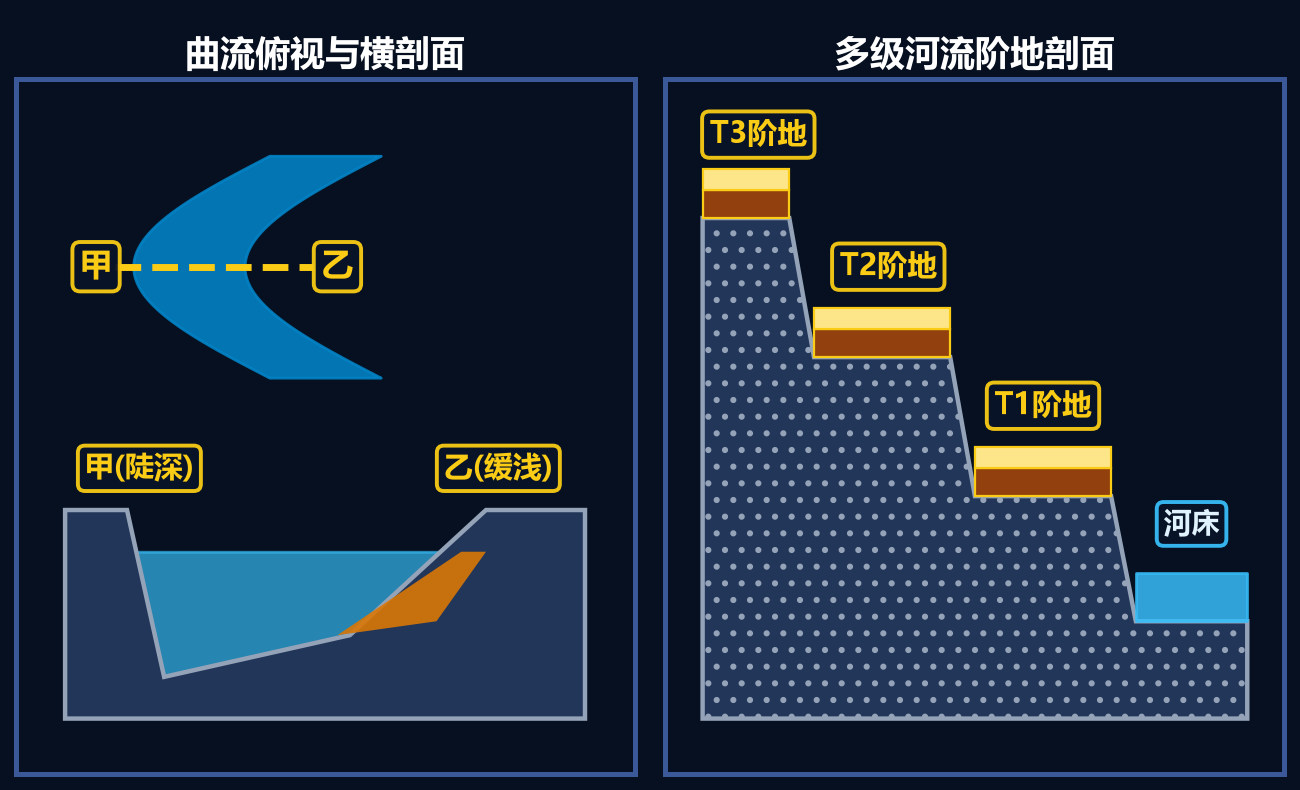 曲流俯视与横剖面
甲
乙
甲(陡深)
乙(缓浅)
多级河流阶地剖面
T3阶地
T2阶地
T1阶地
河床